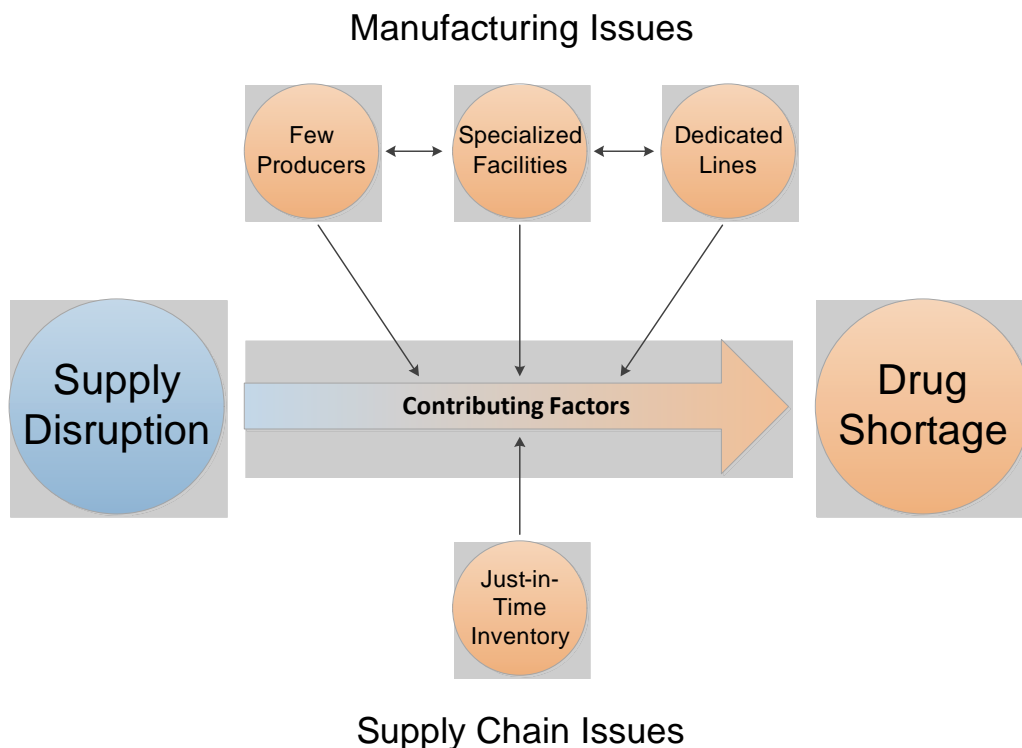 Manufacturing Issues
Few
Producers
Specialized
Facilities
Dedicated
Lines
Supply
Disruption
Contributing Factors
Drug
Shortage
Just-in-
Time
Inventory
Supply Chain Issues